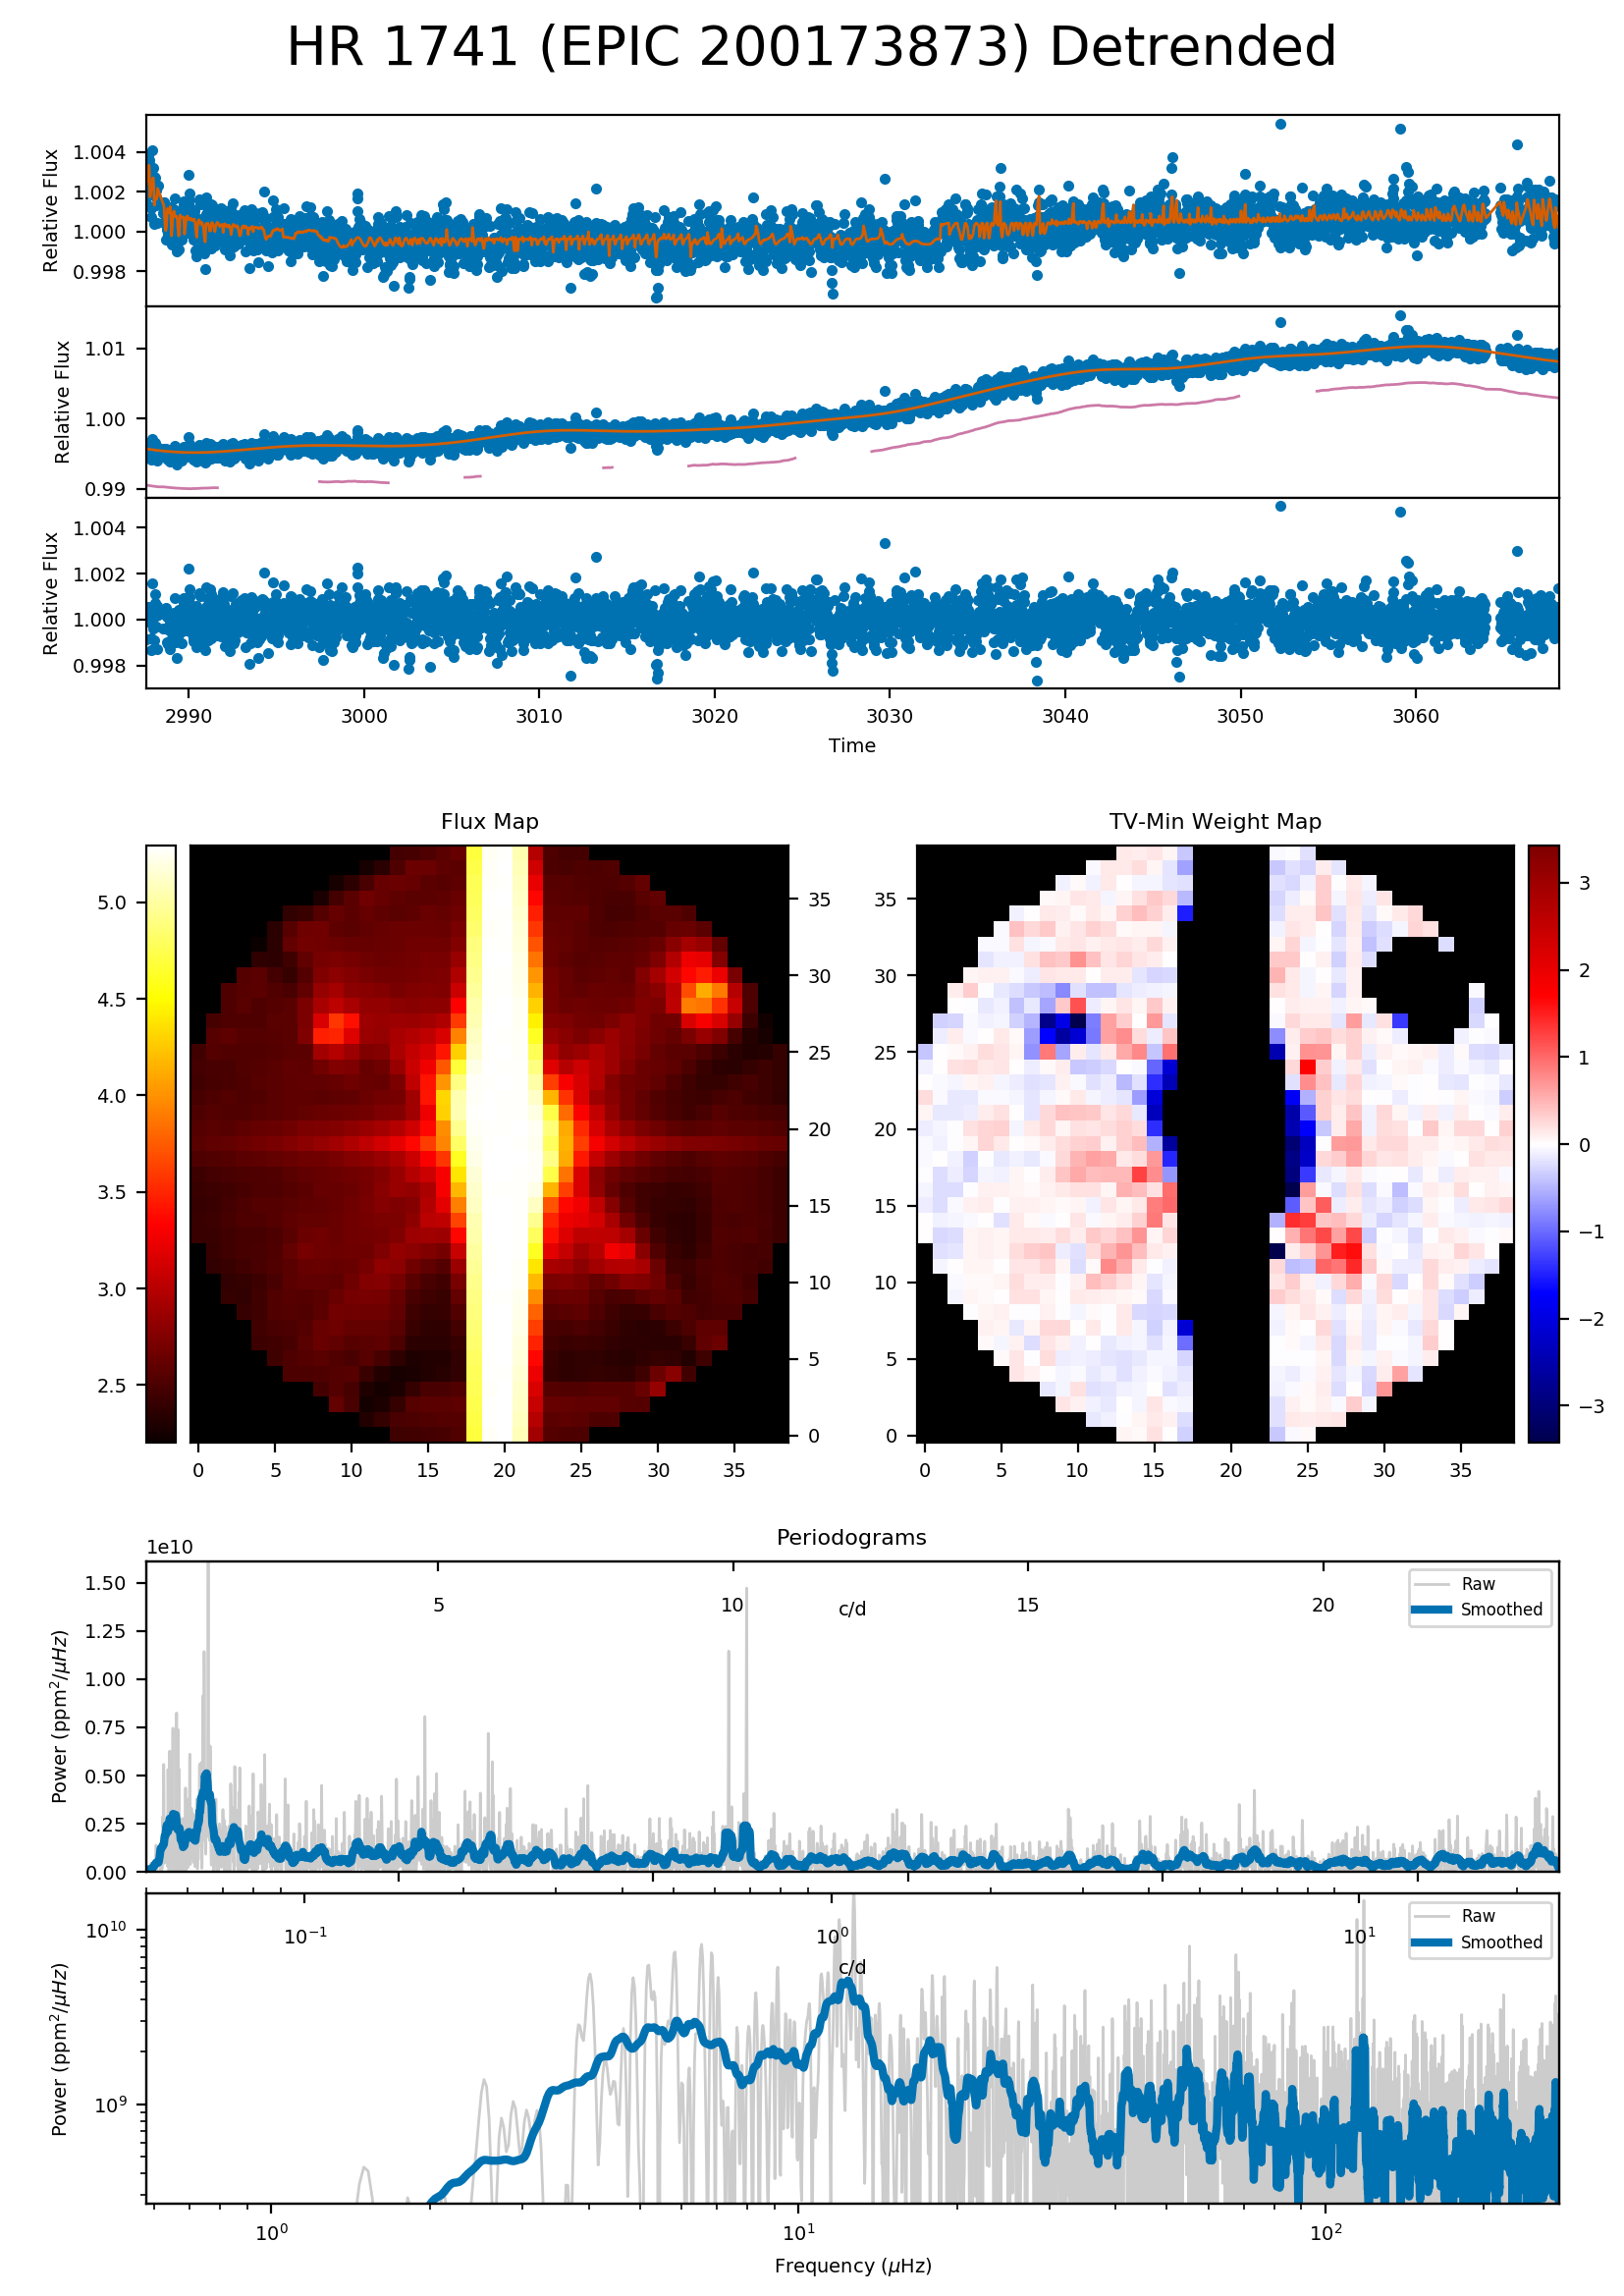 HR 1741 (EPIC 200173873) Detrended
Relative Flux
1.004
1.002
1.000
0.998
Relative Flux
1.01
1.00
0.99
Relative Flux
1.004
1.002
1.000
0.998
2990 3000 3010 3020 3030 3040 3050 3060
Time
Flux Map
5.0
4.5
4.0
3.5
3.0
2.5
35
30
25
20
15
10
5
0
0 5 10 15 20 25 30 35
TV-Min Weight Map
35
30
25
20
15
10
5
0
0 5 10 15 20 25 30 35
3
2
1
0
−1
−2
−3
Periodograms
1e10
Power (ppm²/μHz)
1.50
1.25
1.00
0.75
0.50
0.25
0.00
5 10 15 20
c/d
Raw
Smoothed
Power (ppm²/μHz)
10¹⁰
10⁹
10⁻¹ 10⁰ 10¹
c/d
Raw
Smoothed
10⁰ 10¹ 10²
Frequency (μHz)